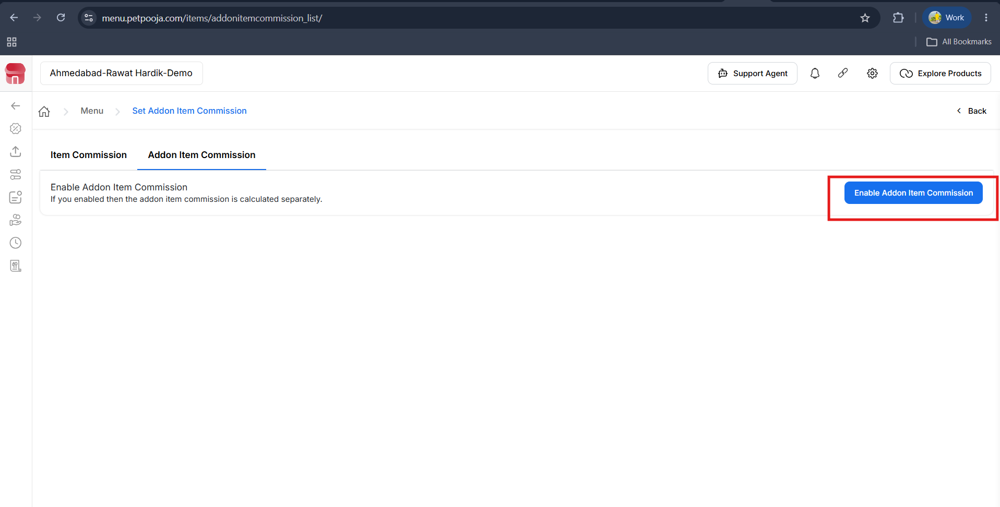 menu.petpooja.com/items/addonitemcommission_list/
Work
All Bookmarks
Ahmedabad-Rawat Hardik-Demo
Support Agent
Explore Products
Menu
Set Addon Item Commission
Back
Item Commission
Addon Item Commission
Enable Addon Item Commission
If you enabled then the addon item commission is calculated separately.
Enable Addon Item Commission